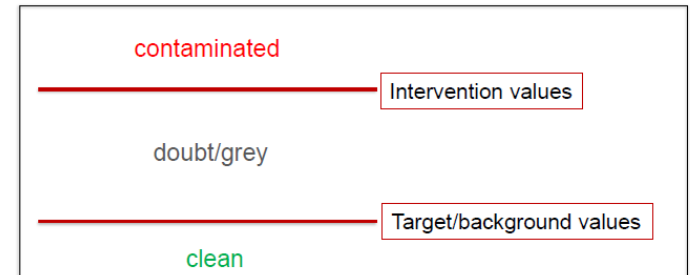 contaminated
Intervention values
doubt/grey
Target/background values
clean